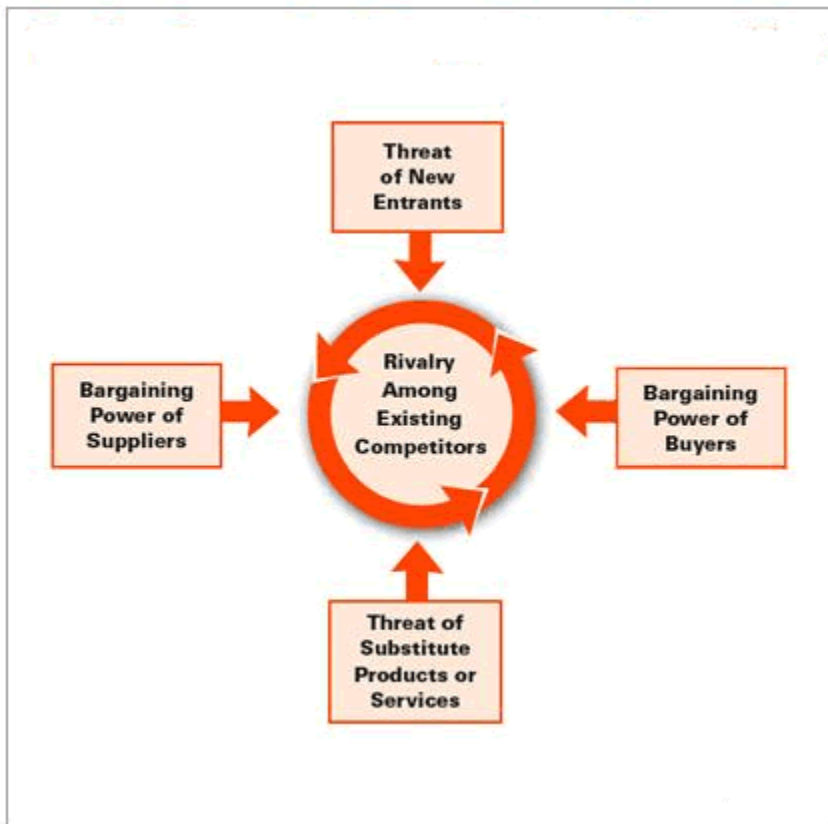 Threat
of New
Entrants
Bargaining
Power of
Suppliers
Rivalry
Among
Existing
Competitors
Bargaining
Power of
Buyers
Threat of
Substitute
Products or
Services